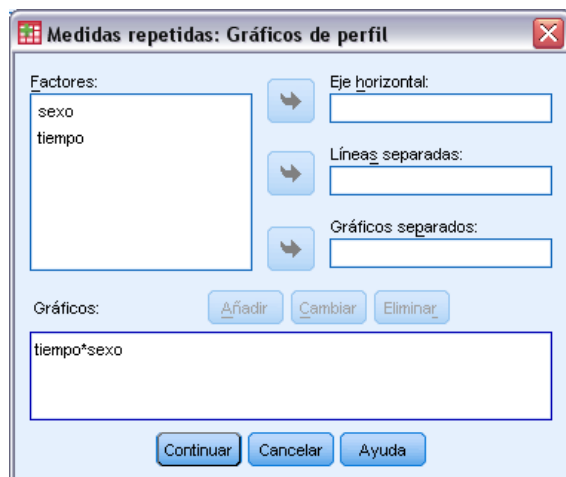 Medidas repetidas: Gráficos de perfil
Factores:
sexo
tiempo
Eje horizontal:
Líneas separadas:
Gráficos separados:
Gráficos:
Añadir Cambiar Eliminar
tiempo*sexo
Continuar Cancelar Ayuda